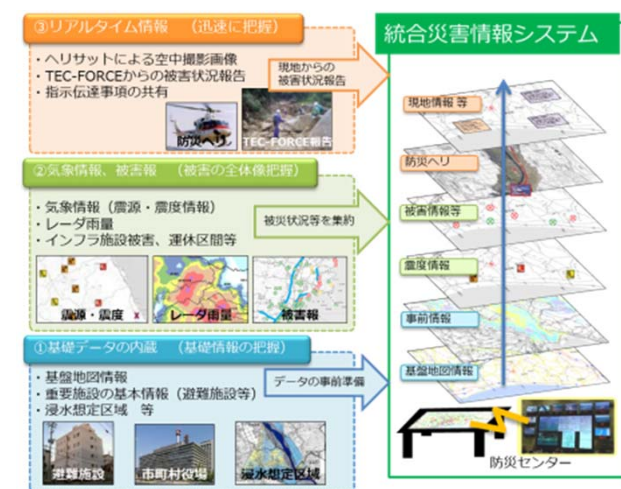 ③リアルタイム情報 （迅速に把握）
・ヘリサットによる空中撮影画像
・TEC-FORCEからの被害状況報告
・指示伝達事項の共有
防災ヘリ
TEC-FORCE報告
現地からの
被害状況報告
②気象情報、被害報 （被害の全体像把握）
・気象情報（震源・震度情報）
・レーダ雨量
・インフラ施設被害、運休区間等
震源・震度
レーダ雨量
被害報
被災状況等を集約
①基礎データの内蔵 （基礎情報の把握）
・基盤地図情報
・重要施設の基本情報（避難施設等）
・浸水想定区域 等
避難施設
市町村役場
浸水想定区域
データの事前準備
統合災害情報システム
現地情報 等
防災ヘリ
被害情報等
震度情報
事前情報
基盤地図情報
防災センター